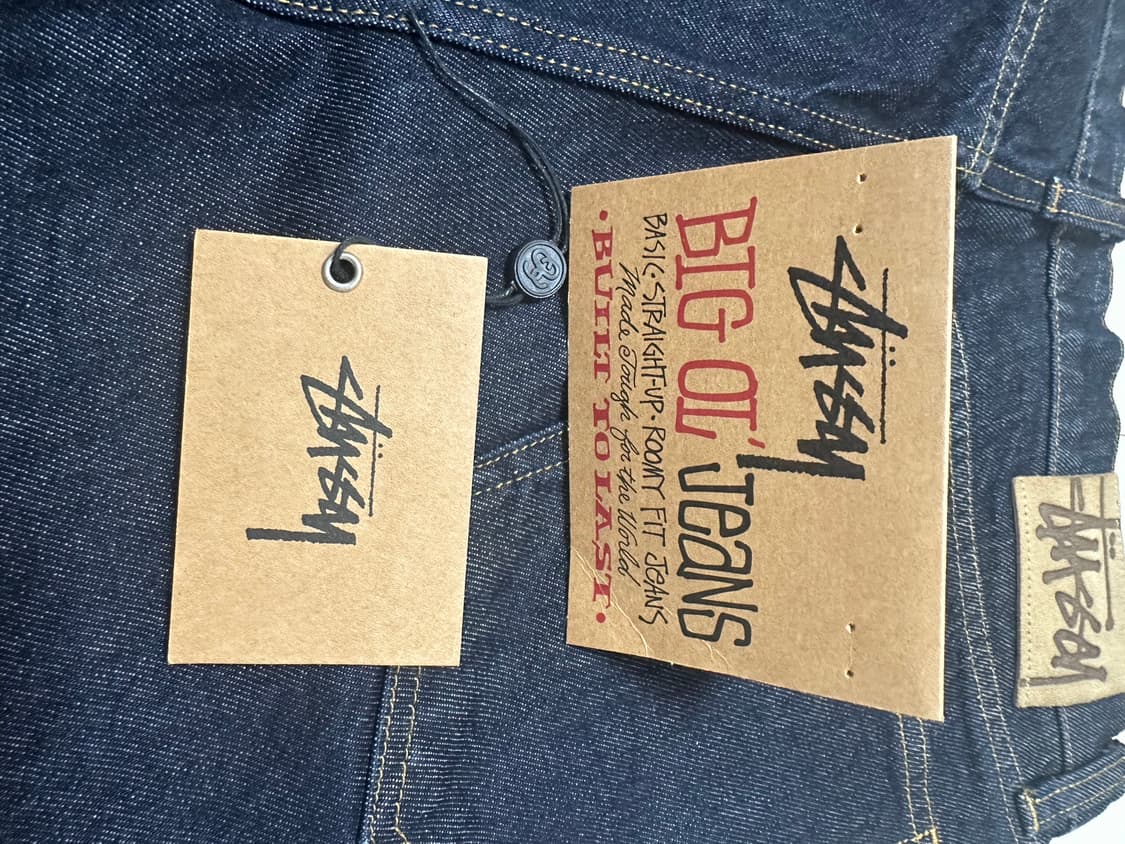 Stüssy
BIG OL' JEANS
BASIC·STRAIGHT-UP·ROOMY FIT JEANS
Made Tough for the World
·BUILT TO LAST·
Stüssy
Stüssy